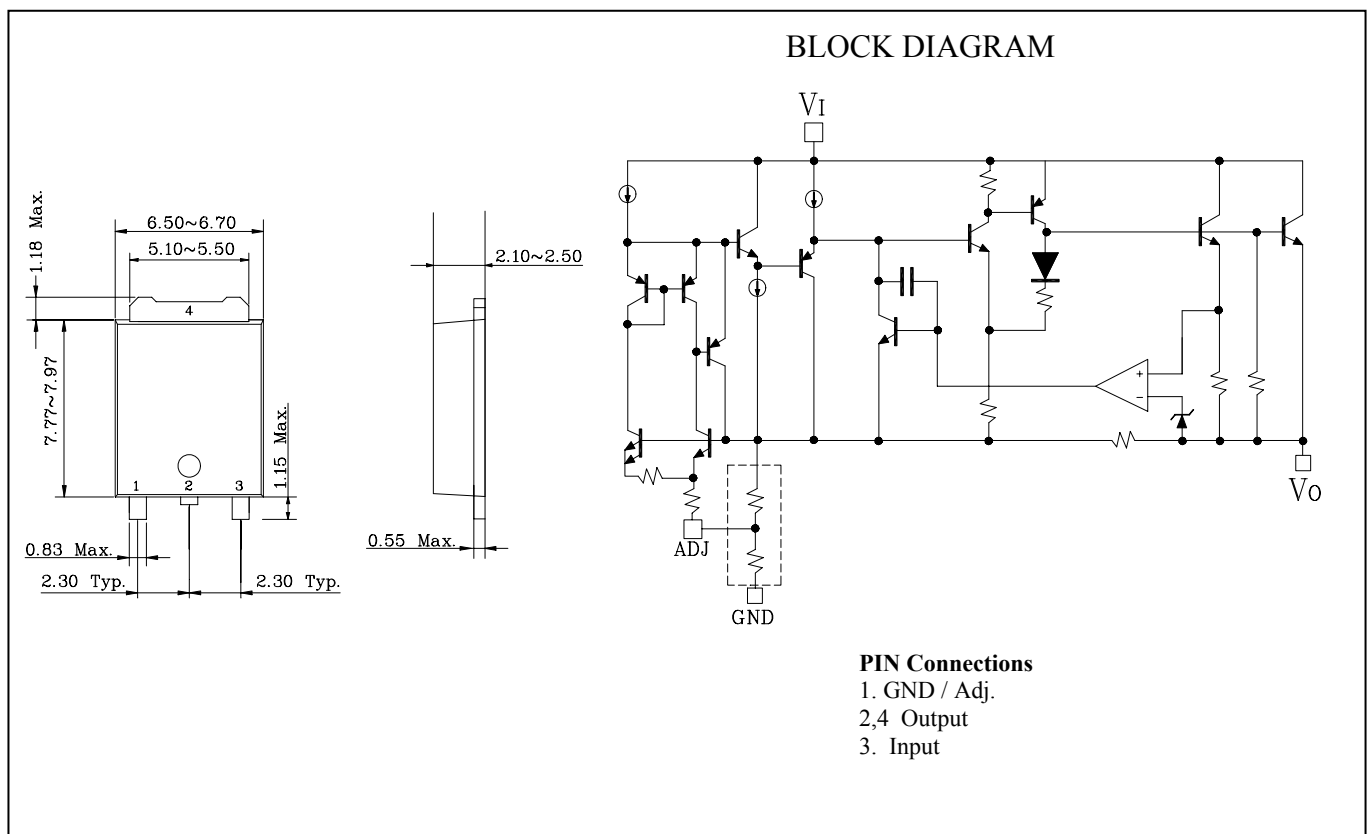 BLOCK DIAGRAM
1.18 Max.
6.50~6.70
5.10~5.50
4
7.77~7.97
1.15 Max.
1
2
3
0.83 Max.
2.30 Typ.
2.30 Typ.
2.10~2.50
0.55 Max.
VI
+
−
ADJ
GND
VO
PIN Connections
1. GND / Adj.
2,4 Output
3. Input